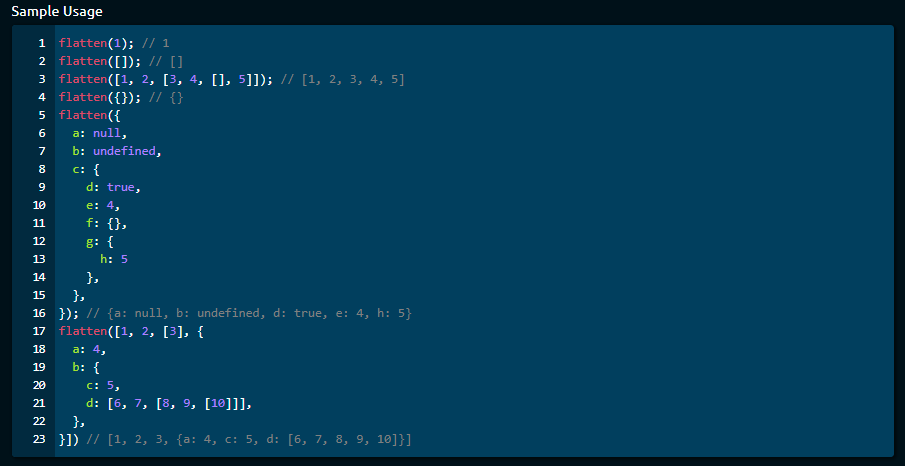 Sample Usage
1 flatten(1); // 1
2 flatten([]); // []
3 flatten([1, 2, [3, 4, [], 5]]); // [1, 2, 3, 4, 5]
4 flatten({}); // {}
5 flatten({
6   a: null,
7   b: undefined,
8   c: {
9     d: true,
10     e: 4,
11     f: {},
12     g: {
13       h: 5
14     },
15   },
16 }); // {a: null, b: undefined, d: true, e: 4, h: 5}
17 flatten([1, 2, [3], {
18   a: 4,
19   b: {
20     c: 5,
21     d: [6, 7, [8, 9, [10]]],
22   },
23 }]) // [1, 2, 3, {a: 4, c: 5, d: [6, 7, 8, 9, 10]}]